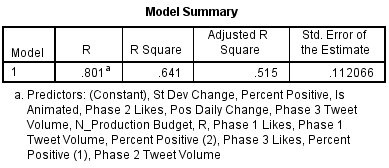 Model Summary
Model R R Square Adjusted R Square Std. Error of the Estimate
1 .801a .641 .515 .112066
a. Predictors: (Constant), St Dev Change, Percent Positive, Is
Animated, Phase 2 Likes, Pos Daily Change, Phase 3 Tweet
Volume, N_Production Budget, R, Phase 1 Likes, Phase 1
Tweet Volume, Percent Positive (2), Phase 3 Likes, Percent
Positive (1), Phase 2 Tweet Volume